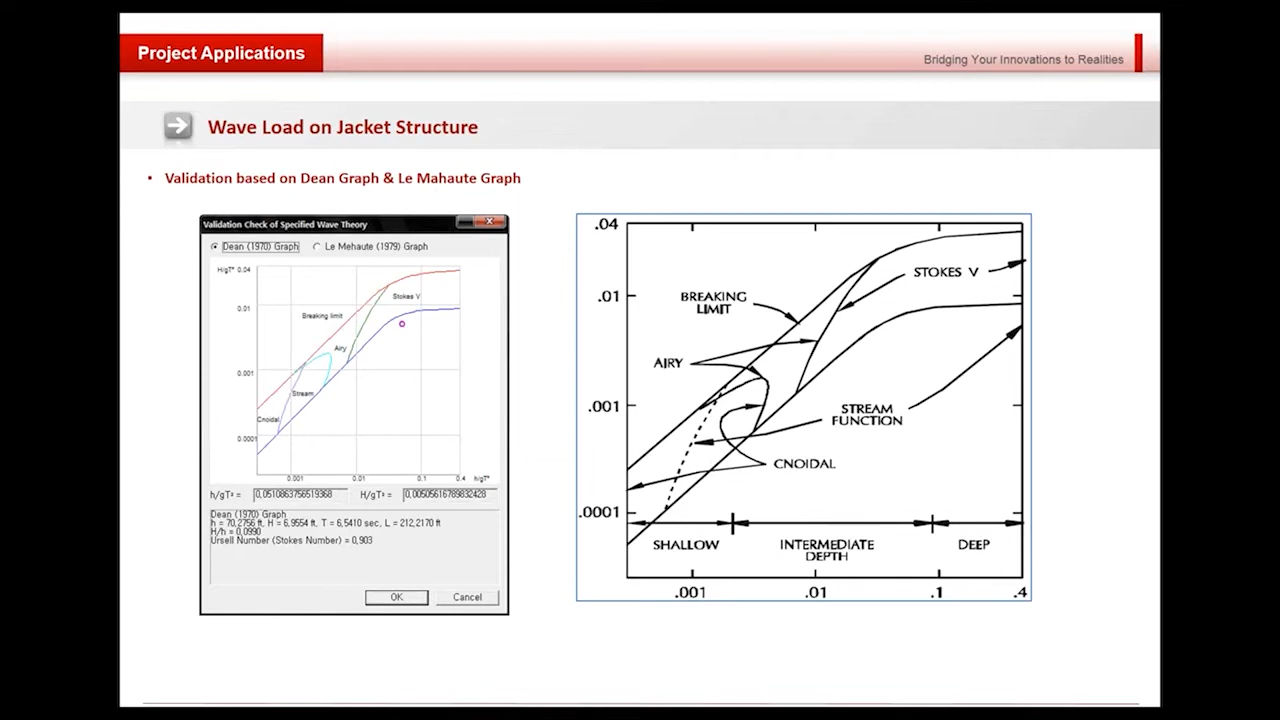 Project Applications
Bridging Your Innovations to Realities
Wave Load on Jacket Structure
• Validation based on Dean Graph & Le Mahaute Graph
Validation Check of Specified Wave Theory
Dean (1970) Graph
Le Mehaute (1979) Graph
H/gT² 0.04
Stokes V
0.01
Breaking limit
Airy
0.001
Stream
Cnoidal
0.0001
0.001 0.01 0.1 0.4 h/gT²
h/gT² = 0,0510863756519368 H/gT² = 0,00505616789832428
Dean (1970) Graph
h = 70,2756 ft, H = 6,9554 ft, T = 6,5410 sec, L = 212,2170 ft
H/h = 0,0990
Ursell Number (Stokes Number) = 0,903
OK Cancel
.04
STOKES V
.01
BREAKING
LIMIT
AIRY
.001
STREAM
FUNCTION
CNOIDAL
.0001
SHALLOW
INTERMEDIATE
DEPTH
DEEP
.001 .01 .1 .4